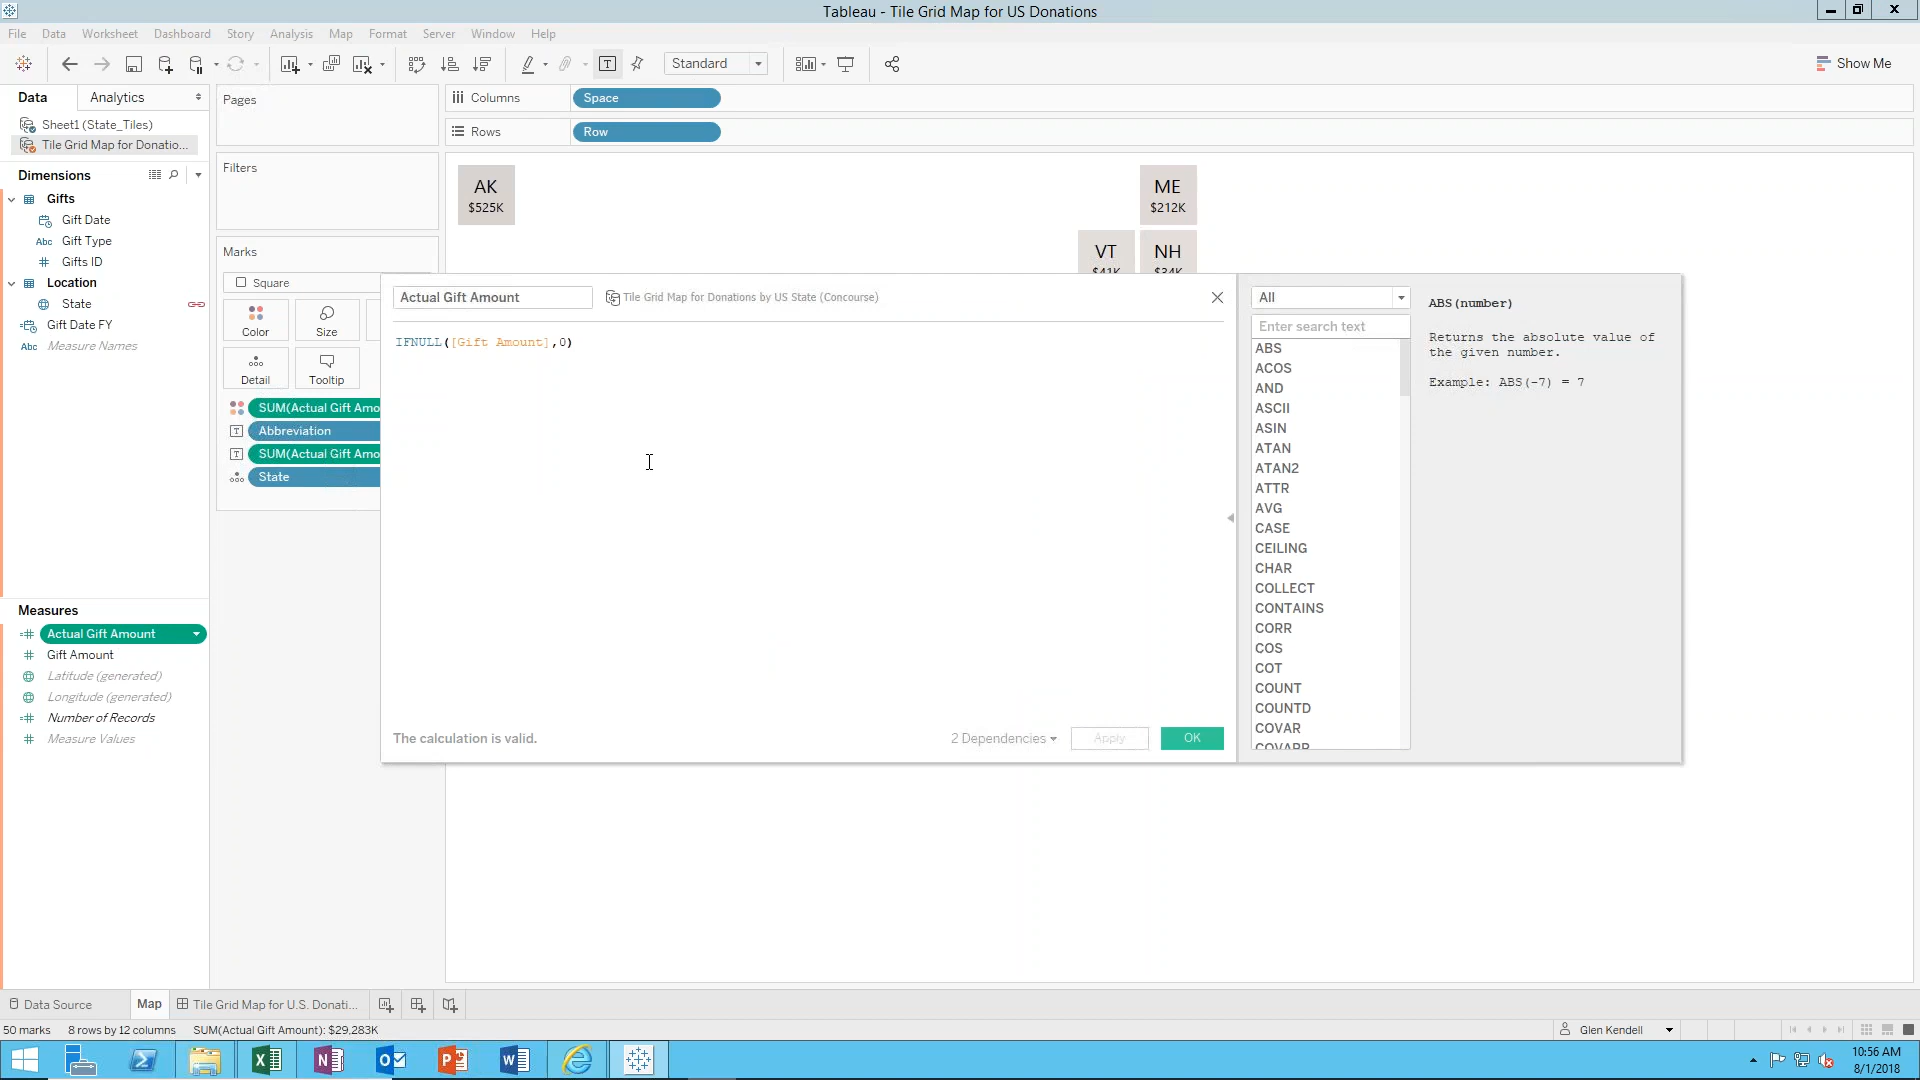 Tableau - Tile Grid Map for US Donations
File Data Worksheet Dashboard Story Analysis Map Format Server Window Help
Standard
Show Me
Data Analytics
Sheet1 (State_Tiles)
Tile Grid Map for Donatio...
Dimensions
Gifts
Gift Date
Abc Gift Type
Gifts ID
Location
State
Gift Date FY
Abc Measure Names
Measures
Actual Gift Amount
Gift Amount
Latitude (generated)
Longitude (generated)
Number of Records
Measure Values
Pages
Filters
Marks
Square
Color Size
Detail Tooltip
SUM(Actual Gift Amo
Abbreviation
SUM(Actual Gift Amo
State
Columns Space
Rows Row
AK
$525K
ME
$212K
VT NH
$41K $34K
Actual Gift Amount
Tile Grid Map for Donations by US State (Concourse)
IFNULL([Gift Amount],0)
The calculation is valid.
2 Dependencies
Apply
OK
All
Enter search text
ABS
ACOS
AND
ASCII
ASIN
ATAN
ATAN2
ATTR
AVG
CASE
CEILING
CHAR
COLLECT
CONTAINS
CORR
COS
COT
COUNT
COUNTD
COVAR
COVARP
ABS(number)
Returns the absolute value of
the given number.
Example: ABS(-7) = 7
Data Source Map Tile Grid Map for U.S. Donati...
50 marks 8 rows by 12 columns SUM(Actual Gift Amount): $29,283K
Glen Kendell
10:56 AM
8/1/2018